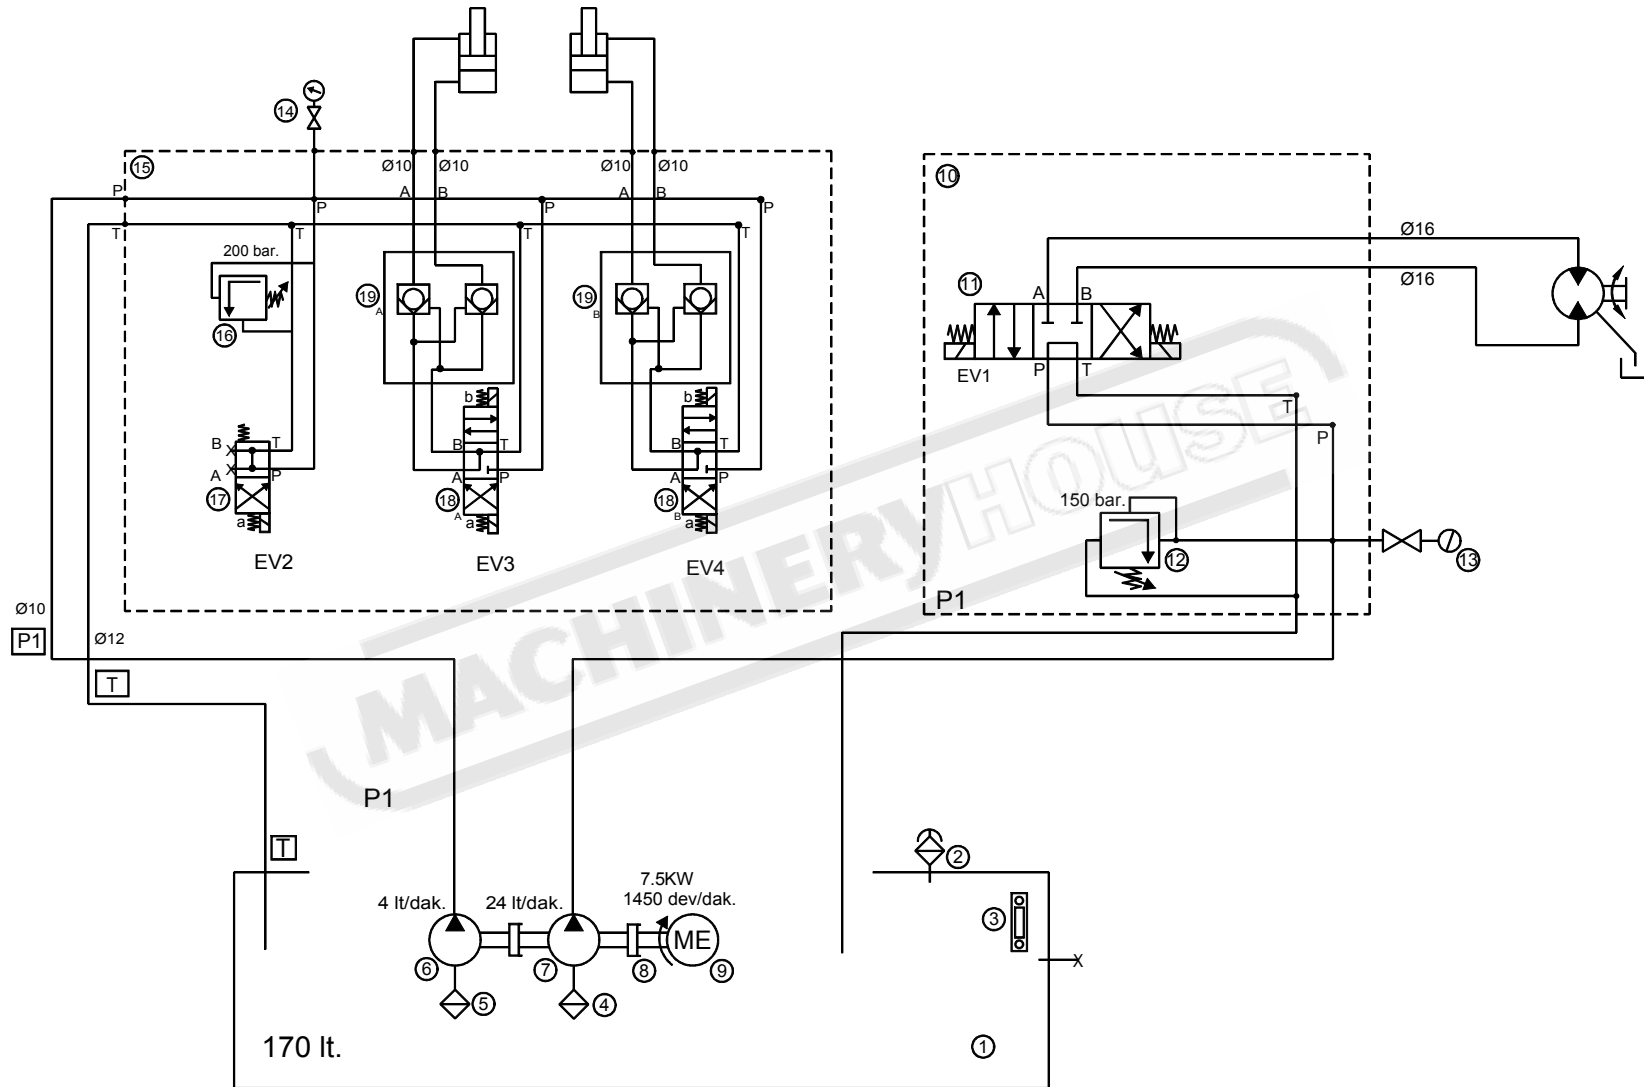 14
15
Ø10
Ø10
Ø10
Ø10
10
P
P
A
B
P
A
B
P
T
T
T
T
Ø16
200 bar.
Ø16
19
A
19
B
11
A
B
16
P
T
EV1
b
b
T
B
T
B
T
B
T
P
A
P
A
P
A
P
17
18
A
18
B
150 bar.
a
a
a
12
13
EV2
EV3
EV4
P1
Ø10
P1
Ø12
T
MACHINERYHOUSE
P1
T
2
7.5KW
4 lt/dak.
24 lt/dak.
1450 dev/dak.
3
ME
X
6
7
8
9
5
4
170 lt.
1